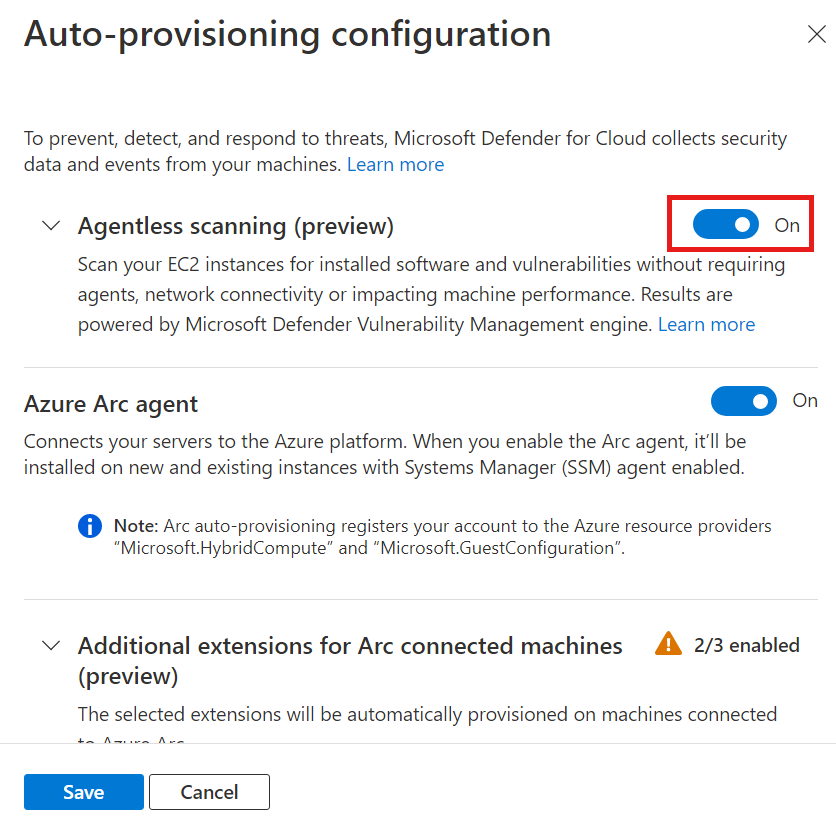 Auto-provisioning configuration
To prevent, detect, and respond to threats, Microsoft Defender for Cloud collects security
data and events from your machines. Learn more
Agentless scanning (preview)
On
Scan your EC2 instances for installed software and vulnerabilities without requiring
agents, network connectivity or impacting machine performance. Results are
powered by Microsoft Defender Vulnerability Management engine. Learn more
Azure Arc agent
On
Connects your servers to the Azure platform. When you enable the Arc agent, it’ll be
installed on new and existing instances with Systems Manager (SSM) agent enabled.
Note: Arc auto-provisioning registers your account to the Azure resource providers
“Microsoft.HybridCompute” and “Microsoft.GuestConfiguration”.
Additional extensions for Arc connected machines
(preview)
2/3 enabled
The selected extensions will be automatically provisioned on machines connected
to Azure Arc
Save
Cancel